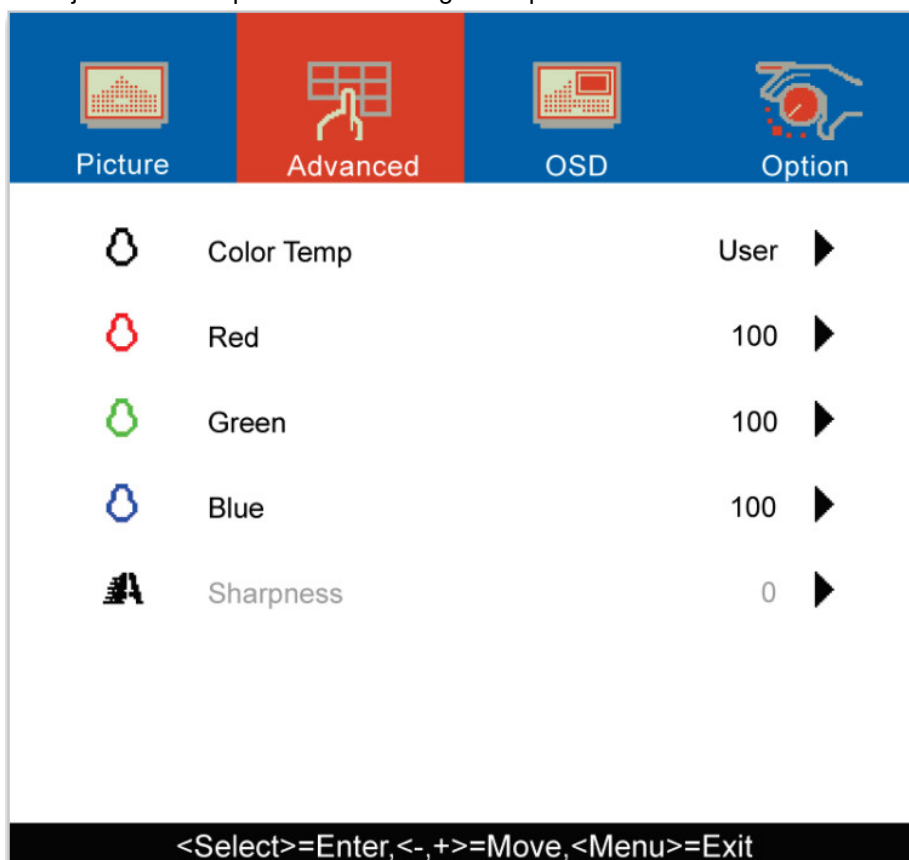 Picture Advanced OSD Option
Color Temp User
Red 100
Green 100
Blue 100
Sharpness 0
<Select>=Enter,<-,+>=Move,<Menu>=Exit